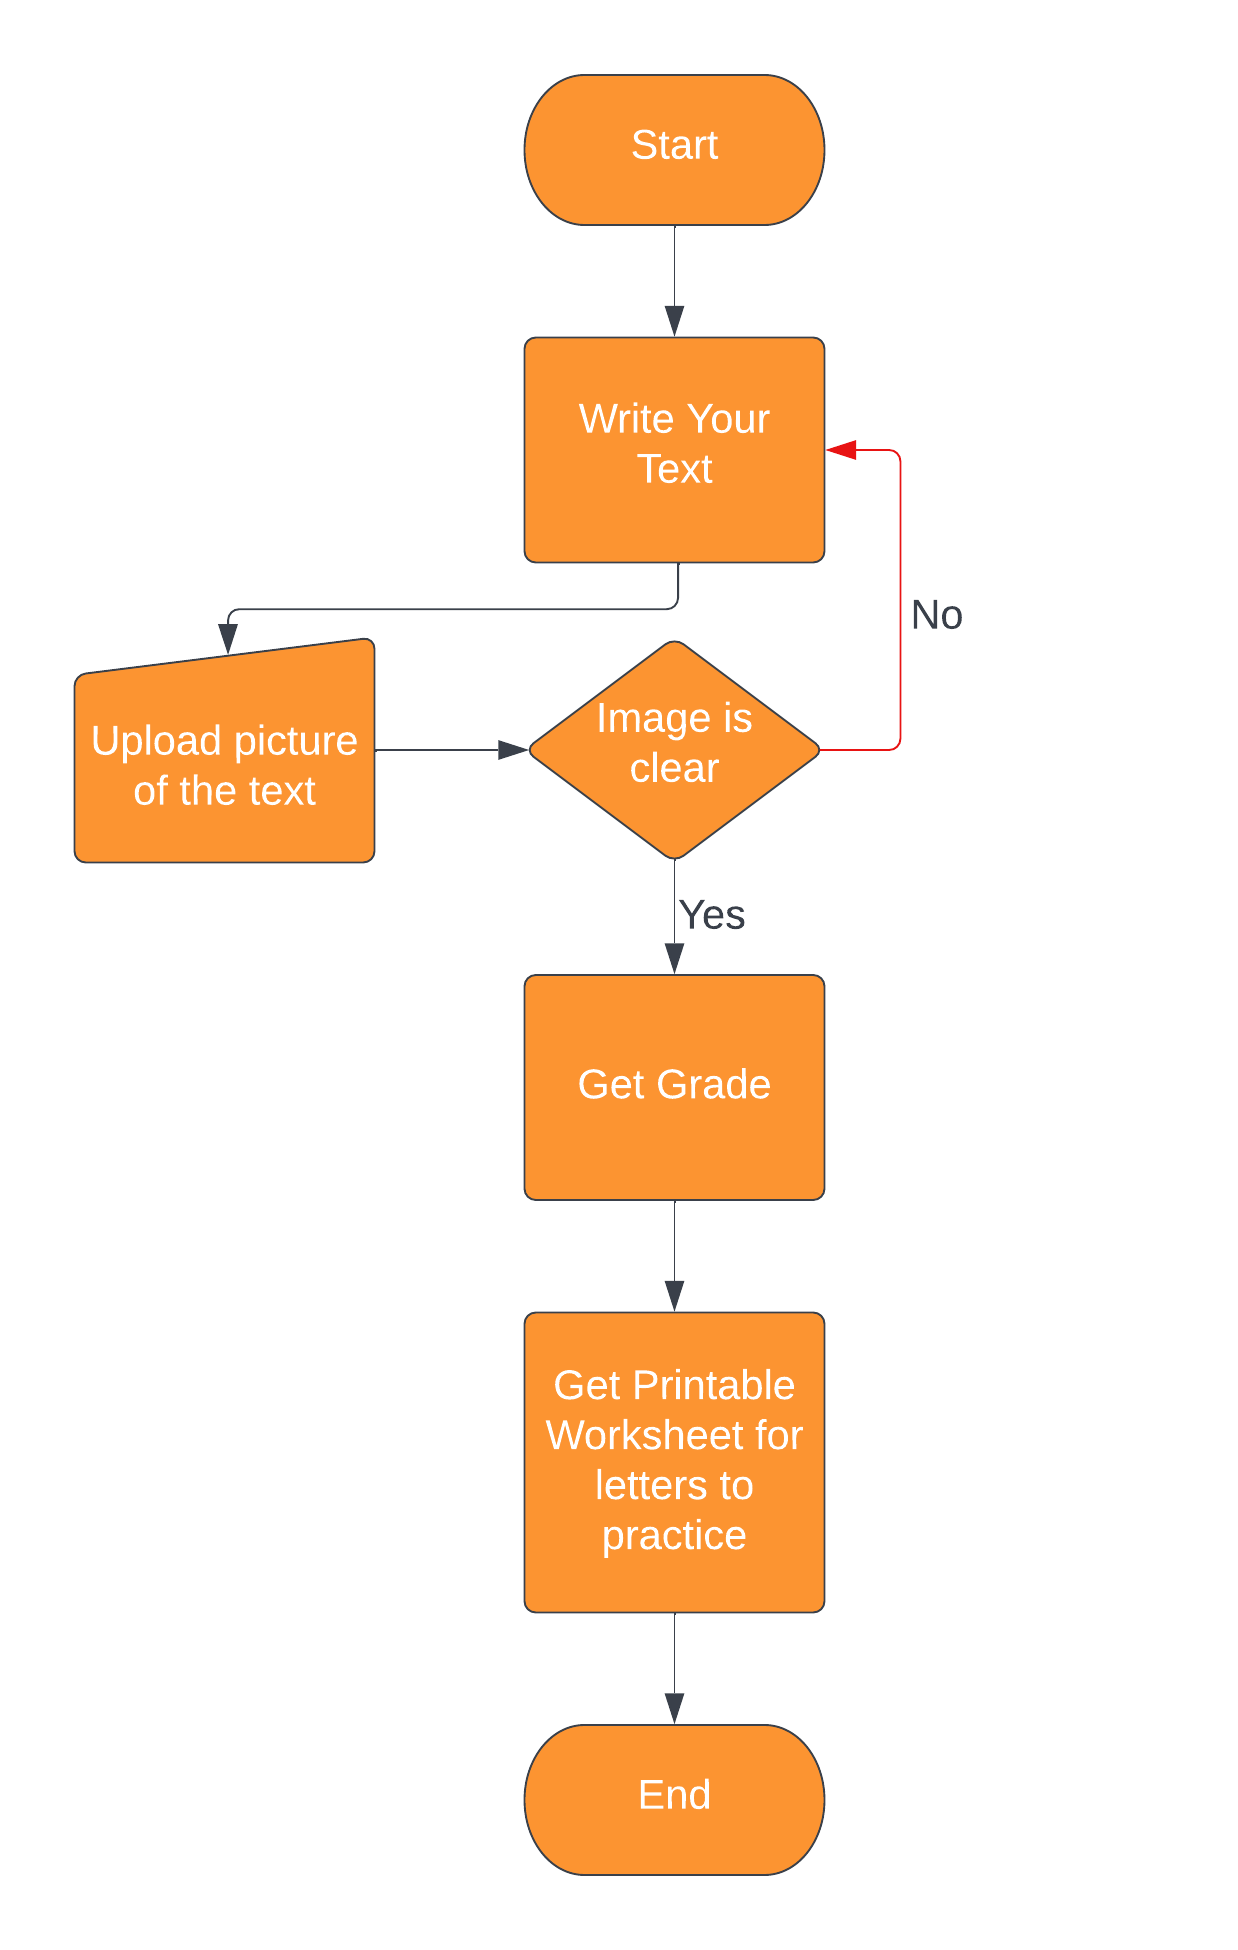 Start
Write Your
Text
No
Upload picture
of the text
Image is
clear
Yes
Get Grade
Get Printable
Worksheet for
letters to
practice
End